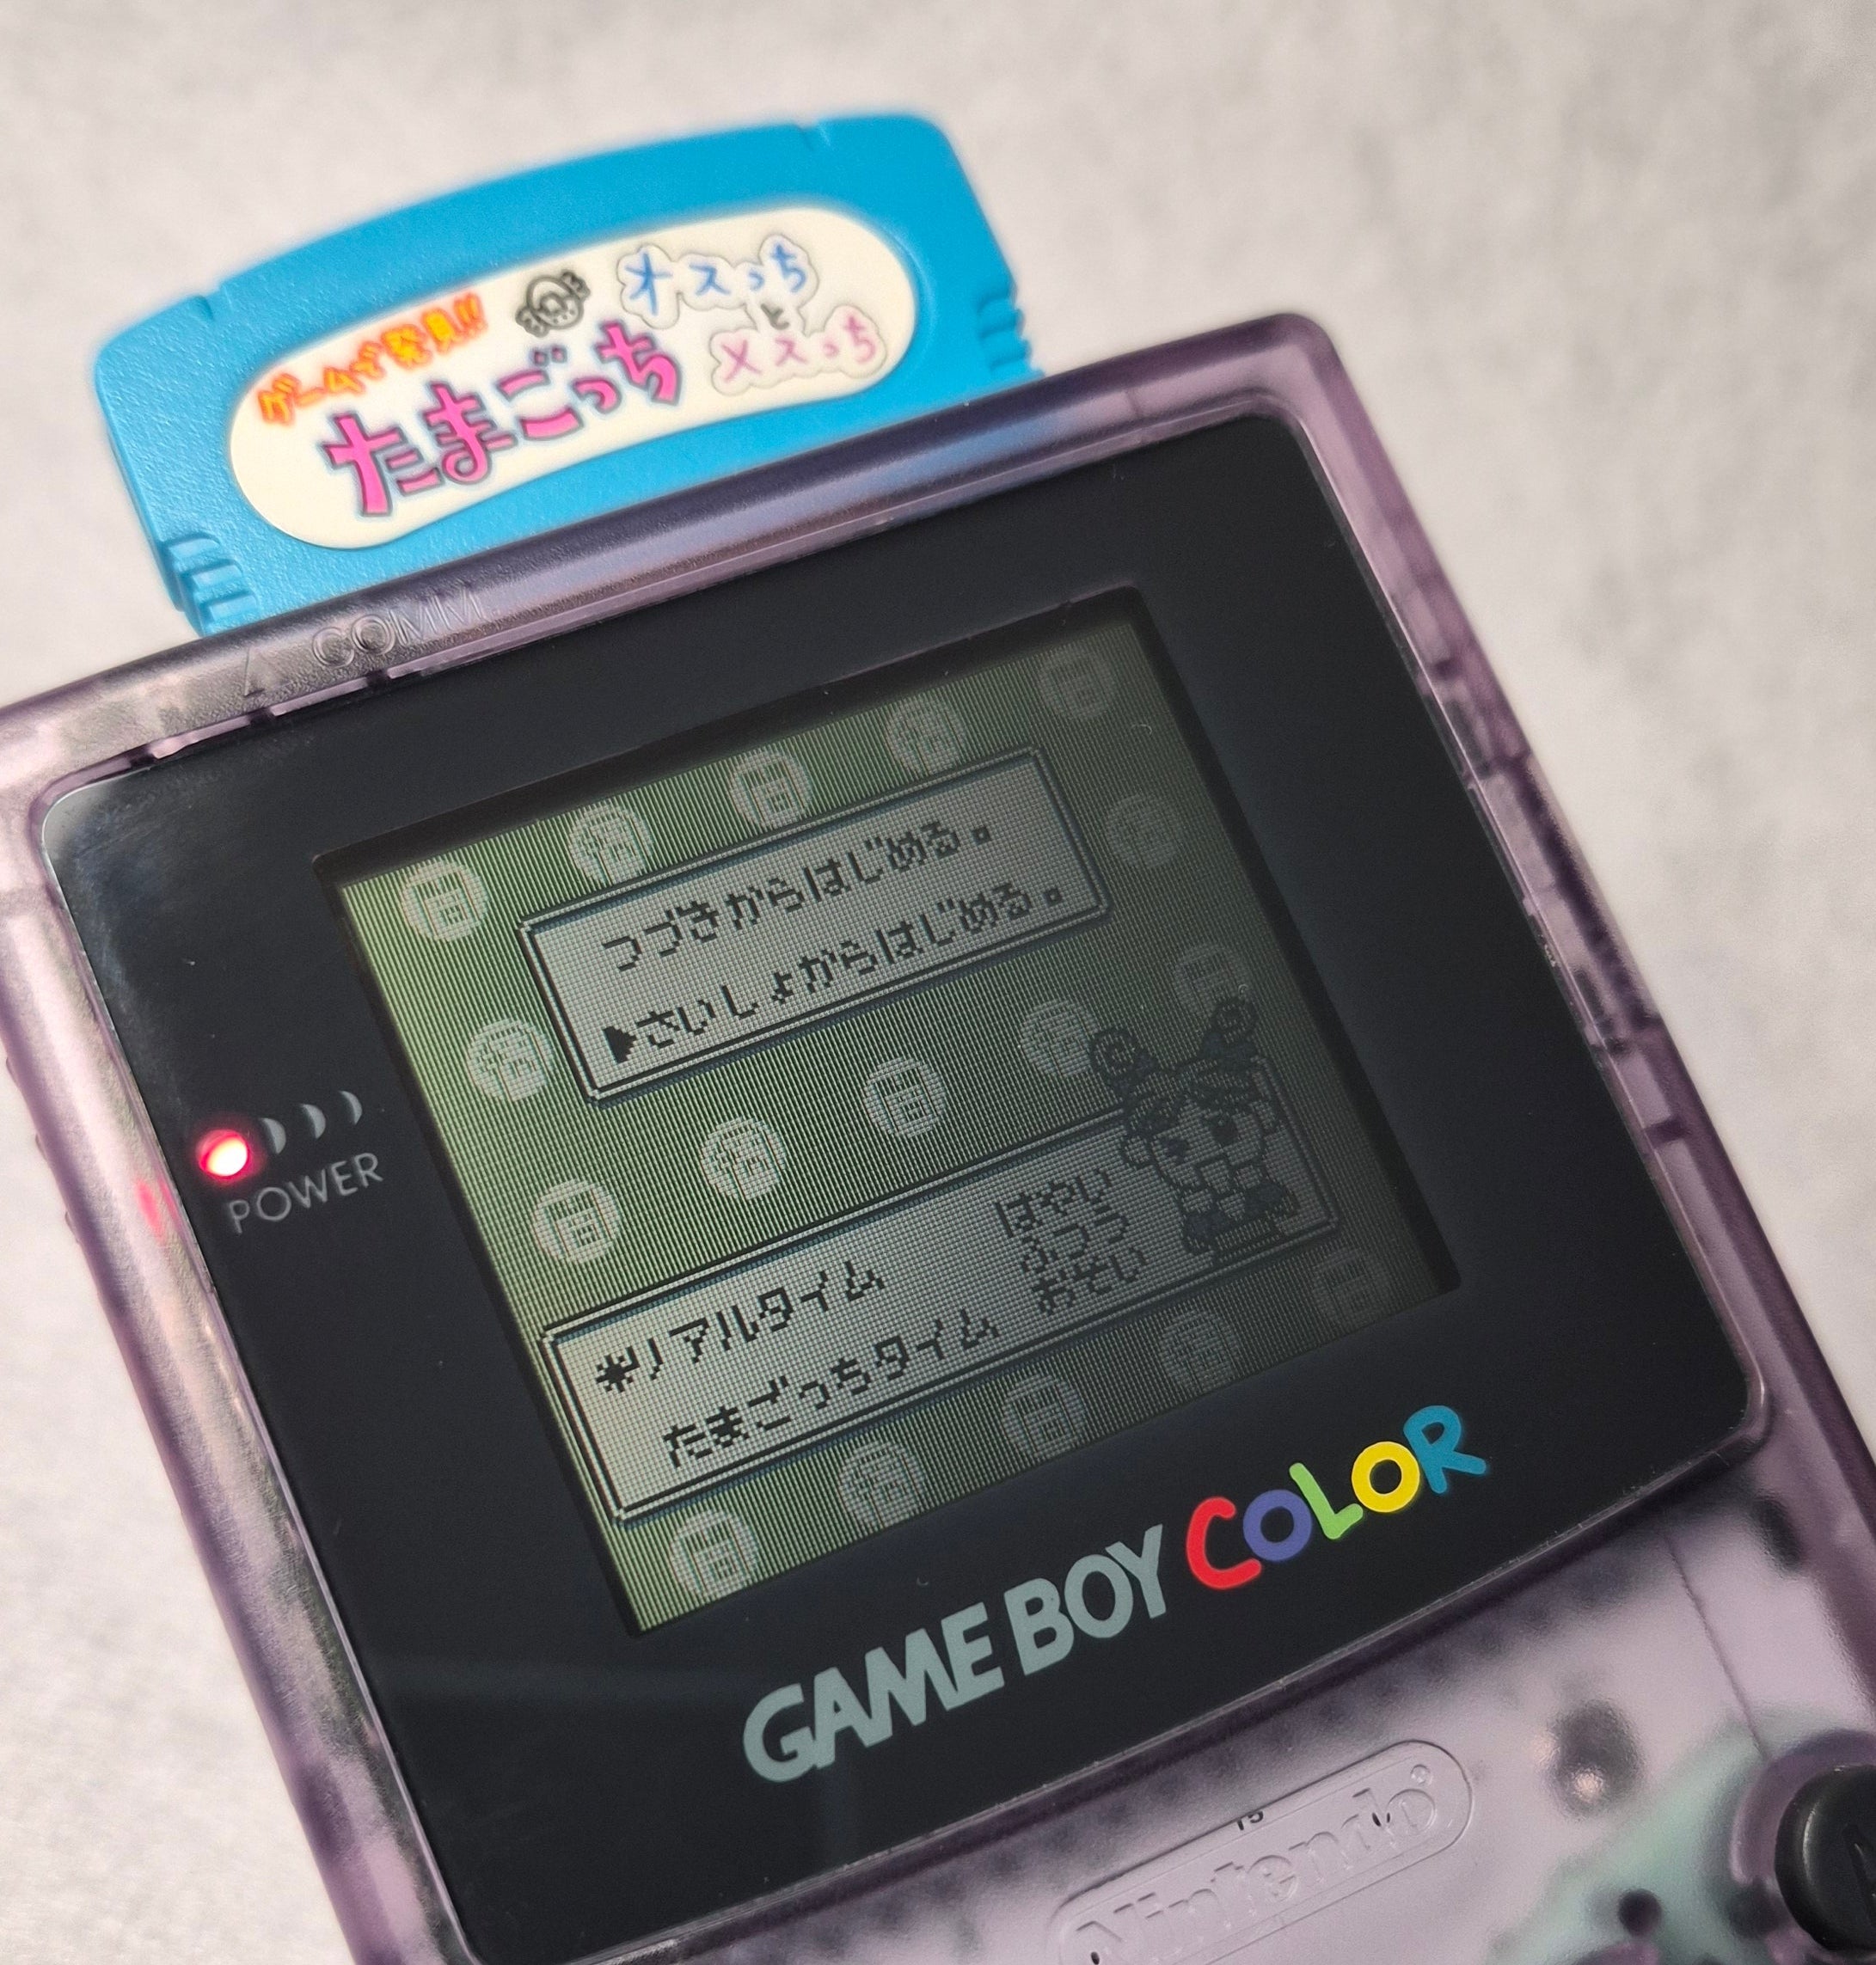 ゲームで発見!!
たまごっち
オスっち
と
メスっち
COMM.
つづきからはじめる。
▶さいしょからはじめる。
POWER
*リアルタイム はやい
ふつう
たまごっちタイム おそい
GAME BOY COLOR
Nintendo®